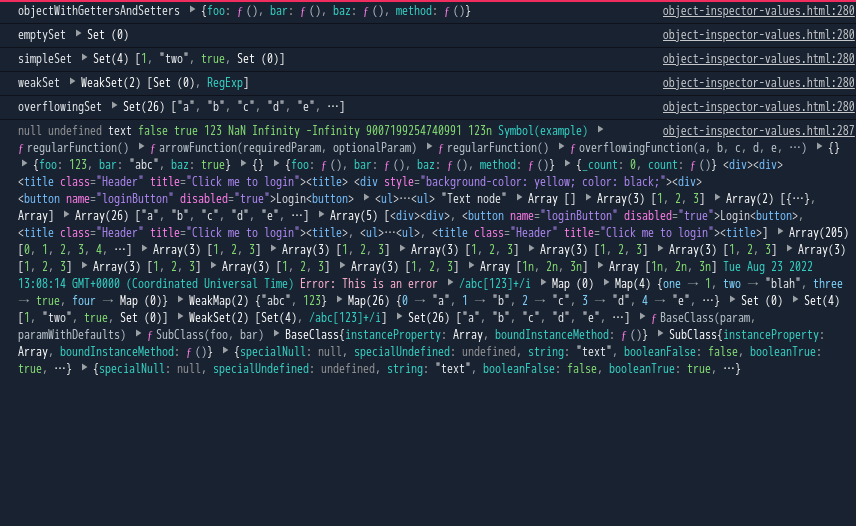 objectWithGettersAndSetters ▶ {foo: ƒ (), bar: ƒ (), baz: ƒ (), method: ƒ ()} object-inspector-values.html:280
emptySet ▶ Set (0) object-inspector-values.html:280
simpleSet ▶ Set(4) [1, "two", true, Set (0)] object-inspector-values.html:280
weakSet ▶ WeakSet(2) [Set (0), RegExp] object-inspector-values.html:280
overflowingSet ▶ Set(26) ["a", "b", "c", "d", "e", …] object-inspector-values.html:280
null undefined text false true 123 NaN Infinity -Infinity 9007199254740991 123n Symbol(example) ▶ object-inspector-values.html:287
ƒ regularFunction() ▶ ƒ arrowFunction(requiredParam, optionalParam) ▶ ƒ regularFunction() ▶ ƒ overflowingFunction(a, b, c, d, e, …) ▶ {}
▶ {foo: 123, bar: "abc", baz: true} ▶ {} ▶ {foo: ƒ (), bar: ƒ (), baz: ƒ (), method: ƒ ()} ▶ {_count: 0, count: ƒ ()} <div><div>
<title class="Header" title="Click me to login"><title> <div style="background-color: yellow; color: black;"><div>
<button name="loginButton" disabled="true">Login<button> ▶ <ul>…<ul> "Text node" ▶ Array [] ▶ Array(3) [1, 2, 3] ▶ Array(2) [{…},
Array] ▶ Array(26) ["a", "b", "c", "d", "e", …] ▶ Array(5) [<div><div>, <button name="loginButton" disabled="true">Login<button>,
<title class="Header" title="Click me to login"><title>, <ul>…<ul>, <title class="Header" title="Click me to login"><title>] ▶ Array(205)
[0, 1, 2, 3, 4, …] ▶ Array(3) [1, 2, 3] ▶ Array(3) [1, 2, 3] ▶ Array(3) [1, 2, 3] ▶ Array(3) [1, 2, 3] ▶ Array(3) [1, 2, 3] ▶ Array(3)
[1, 2, 3] ▶ Array(3) [1, 2, 3] ▶ Array(3) [1, 2, 3] ▶ Array(3) [1, 2, 3] ▶ Array [1n, 2n, 3n] ▶ Array [1n, 2n, 3n] Tue Aug 23 2022
13:08:14 GMT+0000 (Coordinated Universal Time) Error: This is an error ▶ /abc[123]+/i ▶ Map (0) ▶ Map(4) {one → 1, two → "blah", three
→ true, four → Map (0)} ▶ WeakMap(2) {"abc", 123} ▶ Map(26) {0 → "a", 1 → "b", 2 → "c", 3 → "d", 4 → "e", …} ▶ Set (0) ▶ Set(4)
[1, "two", true, Set (0)] ▶ WeakSet(2) [Set(4), /abc[123]+/i] ▶ Set(26) ["a", "b", "c", "d", "e", …] ▶ ƒ BaseClass(param,
paramWithDefaults) ▶ ƒ SubClass(foo, bar) ▶ BaseClass{instanceProperty: Array, boundInstanceMethod: ƒ ()} ▶ SubClass{instanceProperty:
Array, boundInstanceMethod: ƒ ()} ▶ {specialNull: null, specialUndefined: undefined, string: "text", booleanFalse: false, booleanTrue:
true, …} ▶ {specialNull: null, specialUndefined: undefined, string: "text", booleanFalse: false, booleanTrue: true, …}